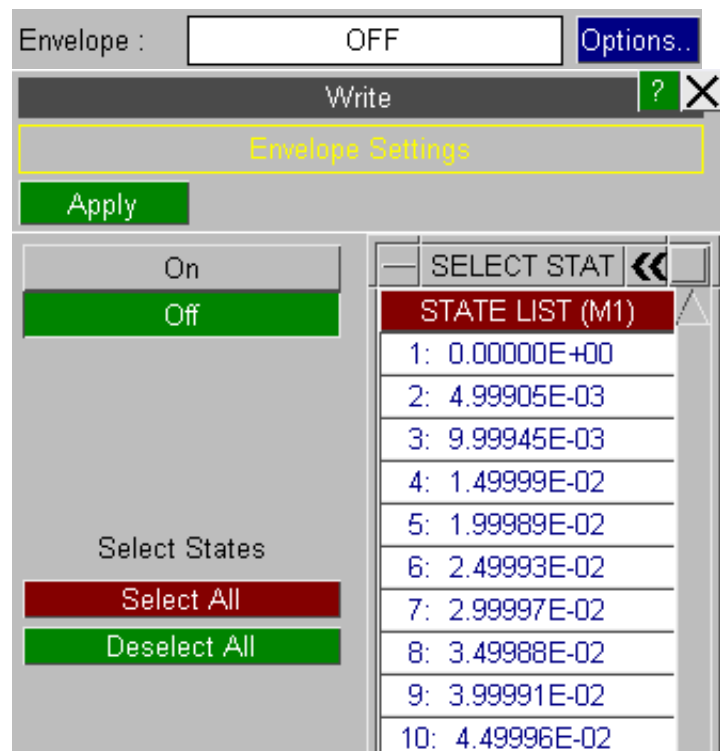 Envelope : OFF Options..
Write ?
Envelope Settings
Apply
On
Off
Select States
Select All
Deselect All
SELECT STAT
STATE LIST (M1)
1: 0.00000E+00
2: 4.99905E-03
3: 9.99945E-03
4: 1.49999E-02
5: 1.99989E-02
6: 2.49993E-02
7: 2.99997E-02
8: 3.49988E-02
9: 3.99991E-02
10: 4.49996E-02